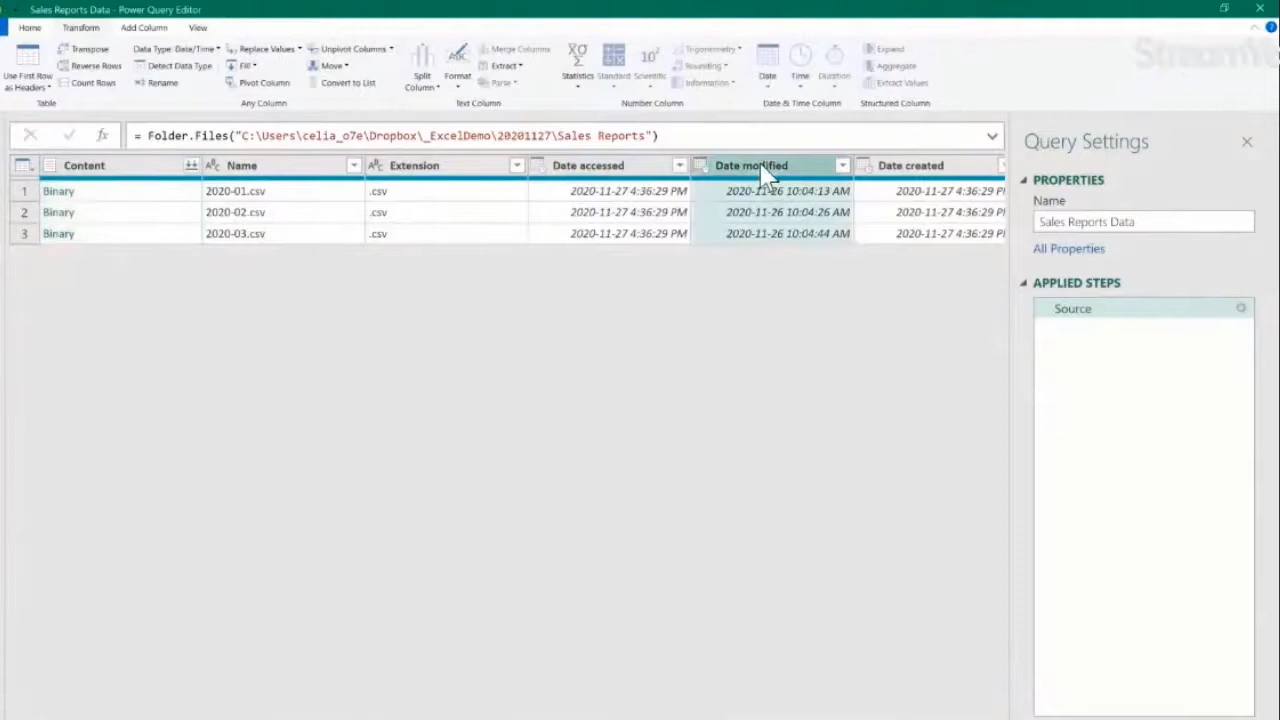 Sales Reports Data - Power Query Editor
Home Transform Add Column View
Transpose Data Type: Date/Time Replace Values Unpivot Columns Merge Columns Trigonometry Expand
Use First Row as Headers Reverse Rows Detect Data Type Fill Move Split Column Format Extract Statistics Standard Scientific Rounding Date Time Duration Aggregate
Count Rows Rename Pivot Column Convert to List Parse Information Extract Values
Table Any Column Text Column Number Column Date & Time Column Structured Column
fx = Folder.Files("C:\Users\celia_o7e\Dropbox\_ExcelDemo\20201127\Sales Reports")
Content Name Extension Date accessed Date modified Date created
1 Binary 2020-01.csv .csv 2020-11-27 4:36:29 PM 2020-11-26 10:04:13 AM 2020-11-27 4:36:29 P
2 Binary 2020-02.csv .csv 2020-11-27 4:36:29 PM 2020-11-26 10:04:26 AM 2020-11-27 4:36:29 P
3 Binary 2020-03.csv .csv 2020-11-27 4:36:29 PM 2020-11-26 10:04:44 AM 2020-11-27 4:36:29 P
Query Settings
PROPERTIES
Name
Sales Reports Data
All Properties
APPLIED STEPS
Source